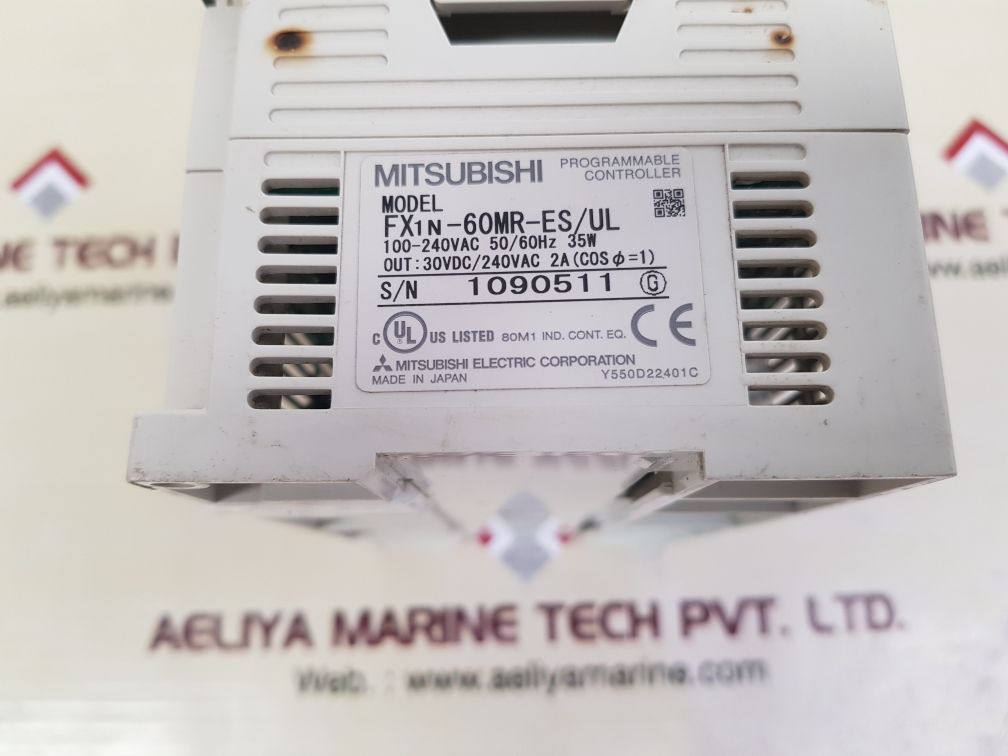 MITSUBISHI PROGRAMMABLE CONTROLLER
MODEL
FX1N-60MR-ES/UL
100-240VAC 50/60Hz 35W
OUT:30VDC/240VAC 2A(COSφ=1)
S/N 1090511 G
C UL US LISTED 80M1 IND. CONT. EQ. CE
MITSUBISHI ELECTRIC CORPORATION
MADE IN JAPAN Y550D22401C
AELIYA MARINE TECH PVT. LTD.
Web. : www.aeliyamarine.com